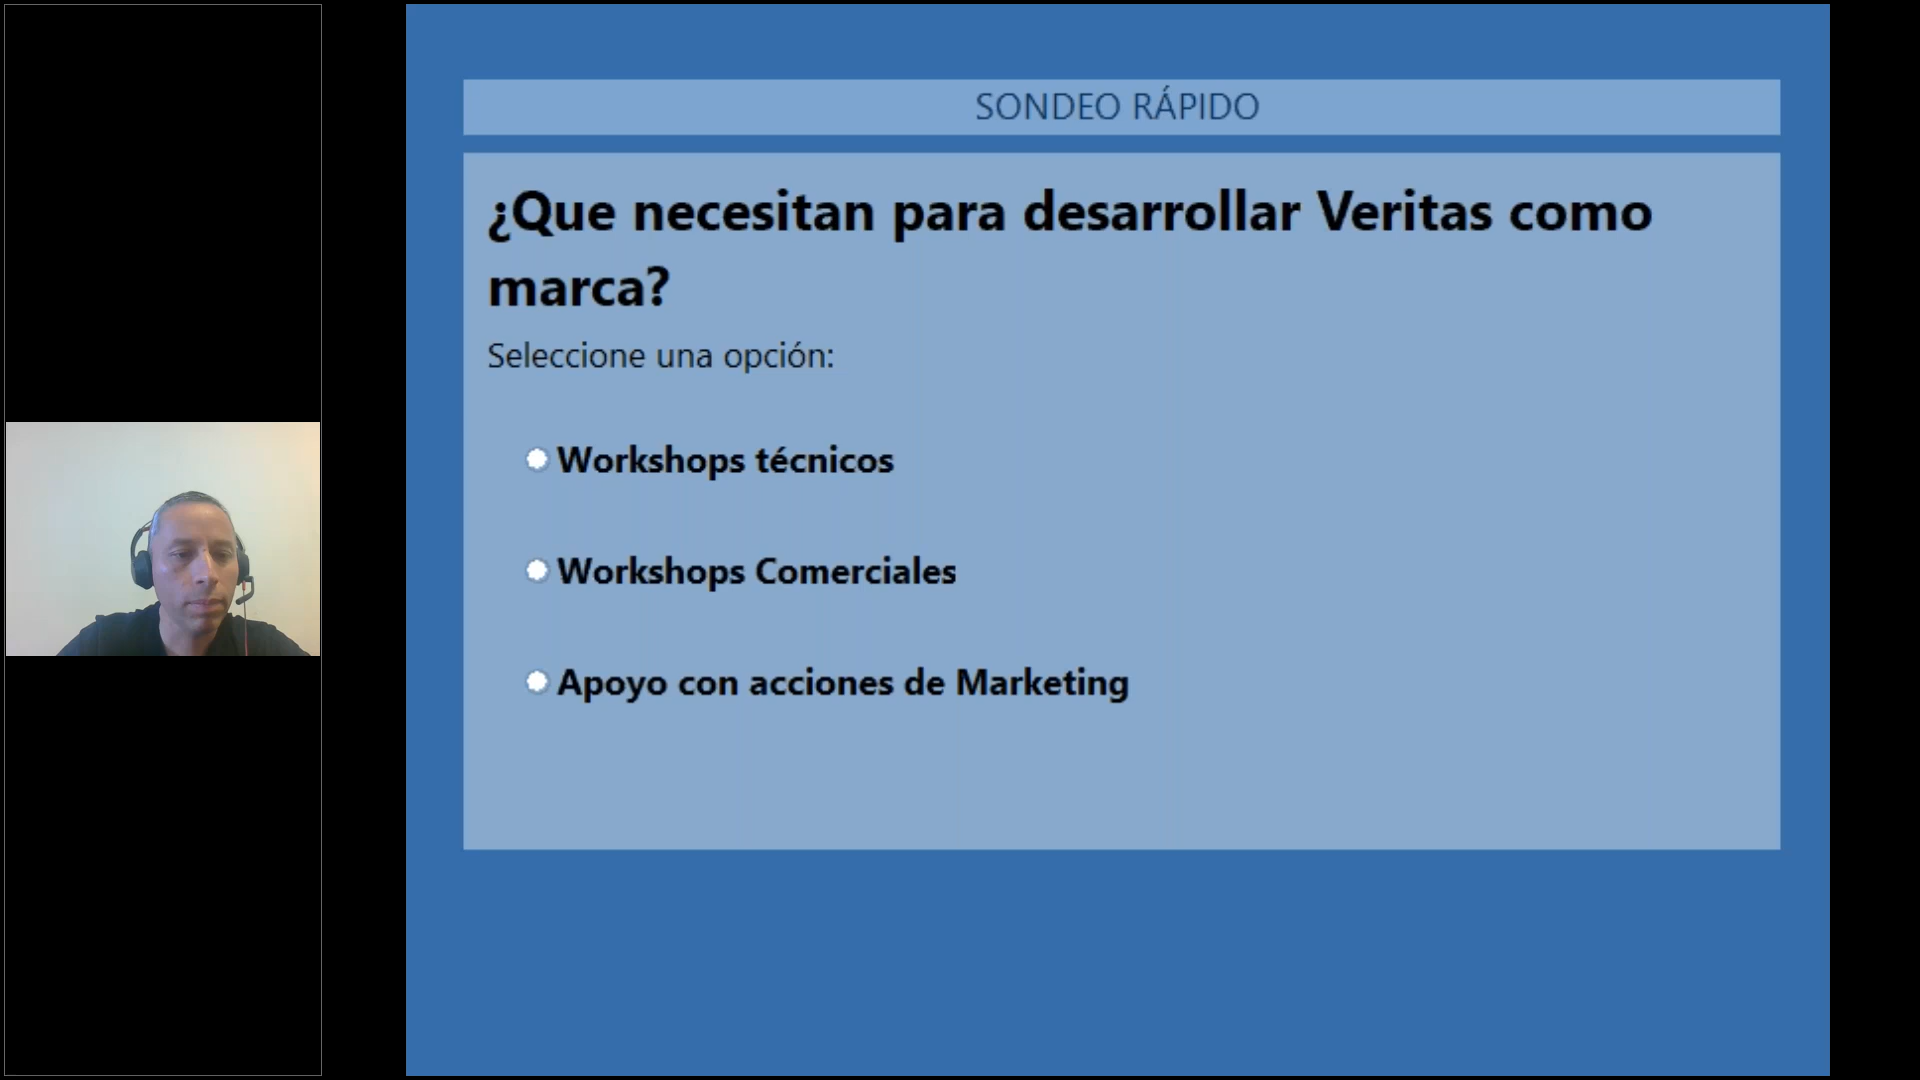 SONDEO RÁPIDO
¿Que necesitan para desarrollar Veritas como
marca?
Seleccione una opción:
Workshops técnicos
Workshops Comerciales
Apoyo con acciones de Marketing